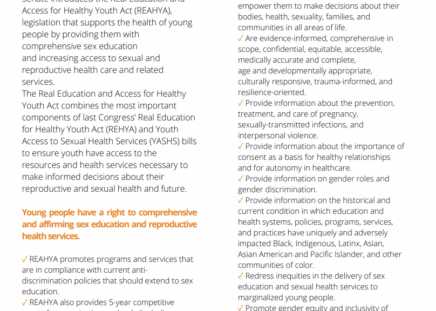 Access for Healthy Youth Act (REAHYA),
legislation that supports the health of young
people by providing them with
comprehensive sex education
and increasing access to sexual and
reproductive health care and related
services.
The Real Education and Access for Healthy
Youth Act combines the most important
components of last Congress' Real Education
for Healthy Youth Act (REHYA) and Youth
Access to Sexual Health Services (YASHS) bills
to ensure youth have access to the
resources and health services necessary to
make informed decisions about their
reproductive and sexual health and future.
Young people have a right to comprehensive
and affirming sex education and reproductive
health services.
✓ REAHYA promotes programs and services that
are in compliance with current anti-
discrimination policies that should extend to sex
education.
✓ REAHYA also provides 5-year competitive
empower them to make decisions about their
bodies, health, sexuality, families, and
communities in all areas of life.
✓ Are evidence-informed, comprehensive in
scope, confidential, equitable, accessible,
medically accurate and complete,
age and developmentally appropriate,
culturally responsive, trauma-informed, and
resilience-oriented.
✓ Provide information about the prevention,
treatment, and care of pregnancy,
sexually-transmitted infections, and
interpersonal violence.
✓ Provide information about the importance of
consent as a basis for healthy relationships
and for autonomy in healthcare.
✓ Provide information on gender roles and
gender discrimination.
✓ Provide information on the historical and
current condition in which education and
health systems, policies, programs, services,
and practices have uniquely and adversely
impacted Black, Indigenous, Latinx, Asian,
Asian American and Pacific Islander, and other
communities of color.
✓ Redress inequities in the delivery of sex
education and sexual health services to
marginalized young people.
✓ Promote gender equity and inclusivity of